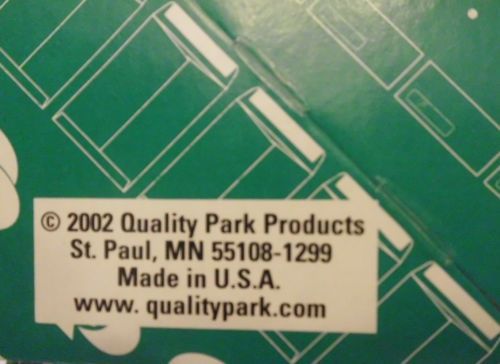 © 2002 Quality Park Products
St. Paul, MN 55108-1299
Made in U.S.A.
www. qualitypark.com